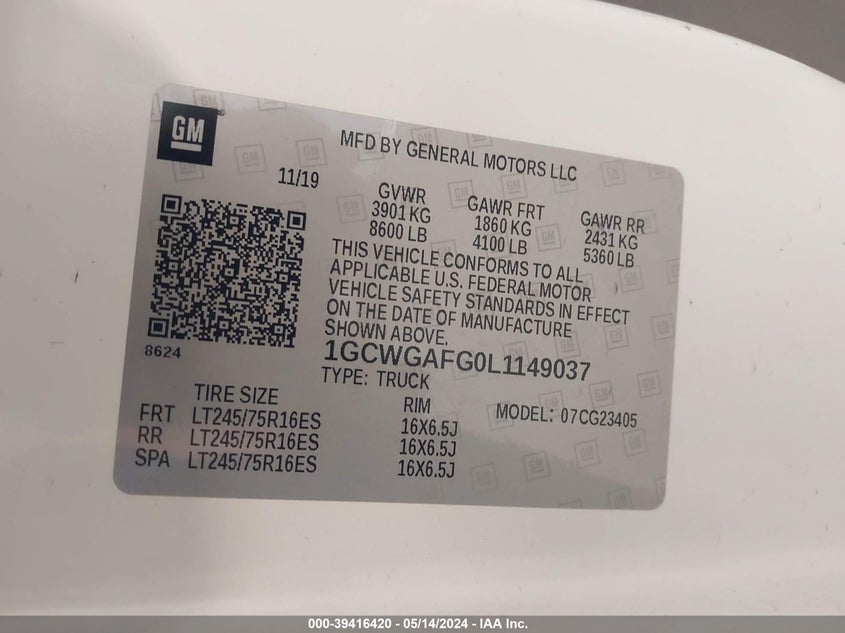 GM
MFD BY GENERAL MOTORS LLC
11/19
GVWR
3901 KG
8600 LB
GAWR FRT
1860 KG
4100 LB
GAWR RR
2431 KG
5360 LB
THIS VEHICLE CONFORMS TO ALL
APPLICABLE U.S. FEDERAL MOTOR
VEHICLE SAFETY STANDARDS IN EFFECT
ON THE DATE OF MANUFACTURE
SHOWN ABOVE.
8624
1GCWGAFG0L1149037
TYPE: TRUCK
TIRE SIZE
RIM
MODEL: 07CG23405
FRT LT245/75R16ES 16X6.5J
RR LT245/75R16ES 16X6.5J
SPA LT245/75R16ES 16X6.5J
000-39416420 - 05/14/2024 - IAA Inc.